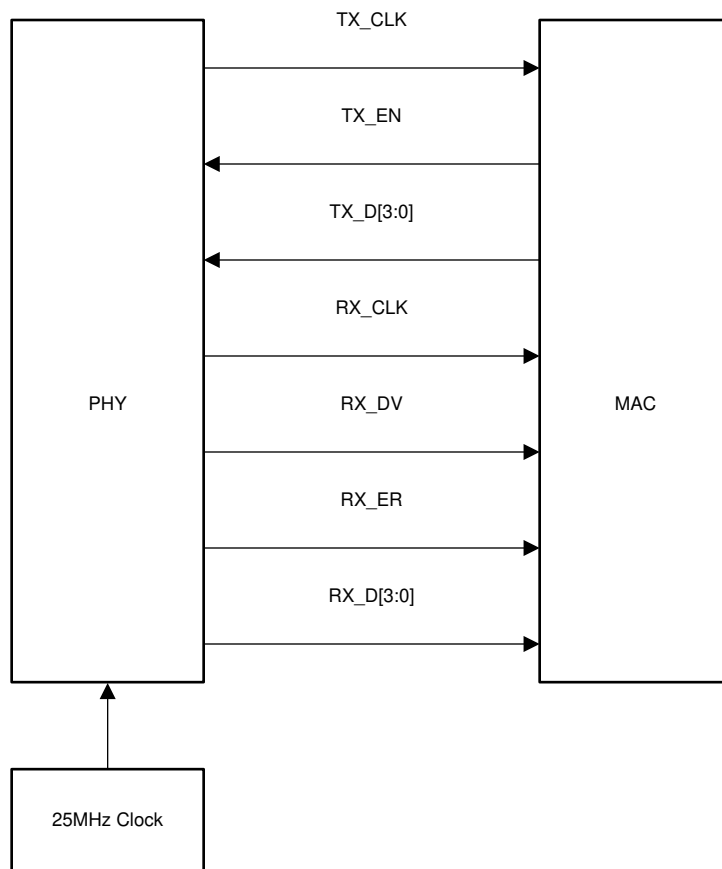 TX_CLK
TX_EN
TX_D[3:0]
RX_CLK
PHY
RX_DV
MAC
RX_ER
RX_D[3:0]
25MHz Clock